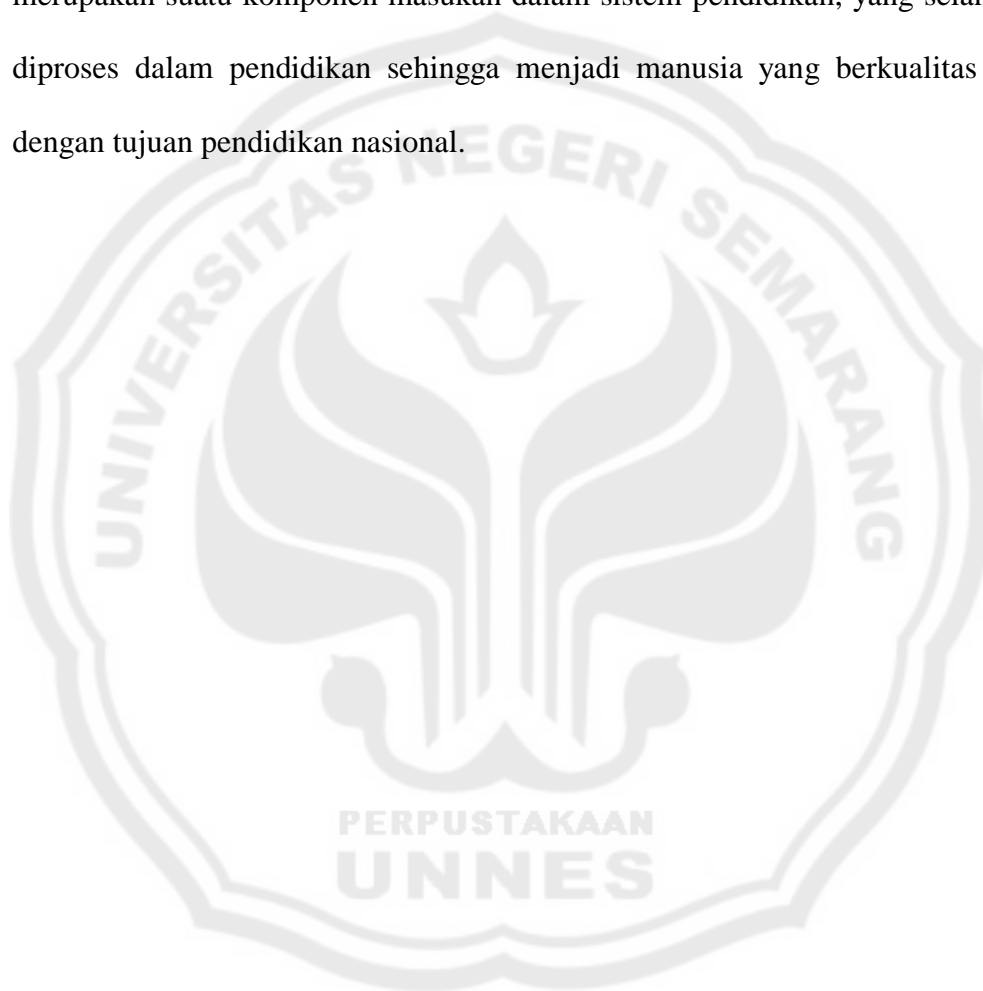 merupakan suatu komponen masukan dalam sistem pendidikan, yang
diproses dalam pendidikan sehingga menjadi manusia yang berkualitas
dengan tujuan pendidikan nasional.
UNIVERSITAS NEGERI SEMARANG
PERPUSTAKAAN
UNNES